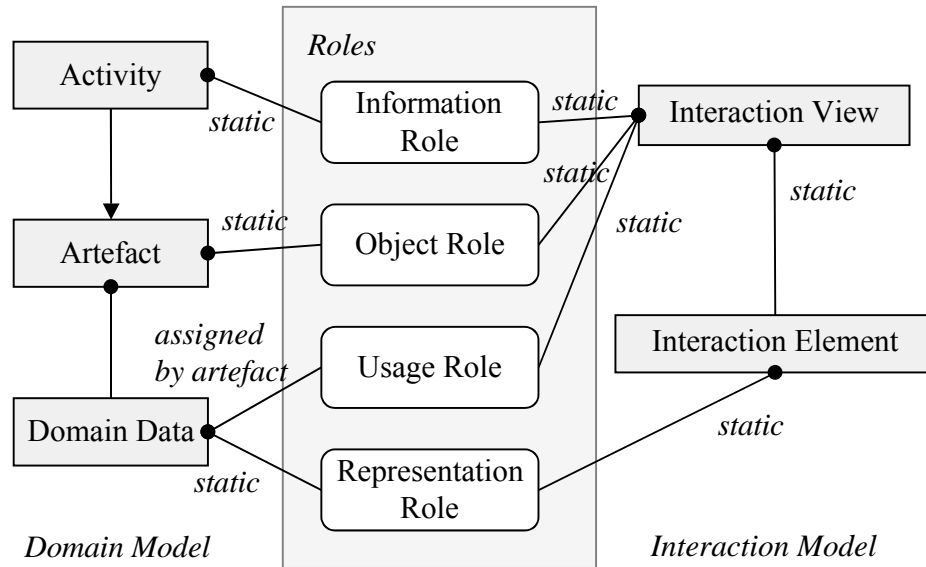 Roles
Activity
static
Information
Role
static
Interaction View
static
static
Artefact
static
Object Role
static
Interaction Element
assigned
by artefact
Usage Role
Domain Data
static
Representation
Role
static
Domain Model
Interaction Model